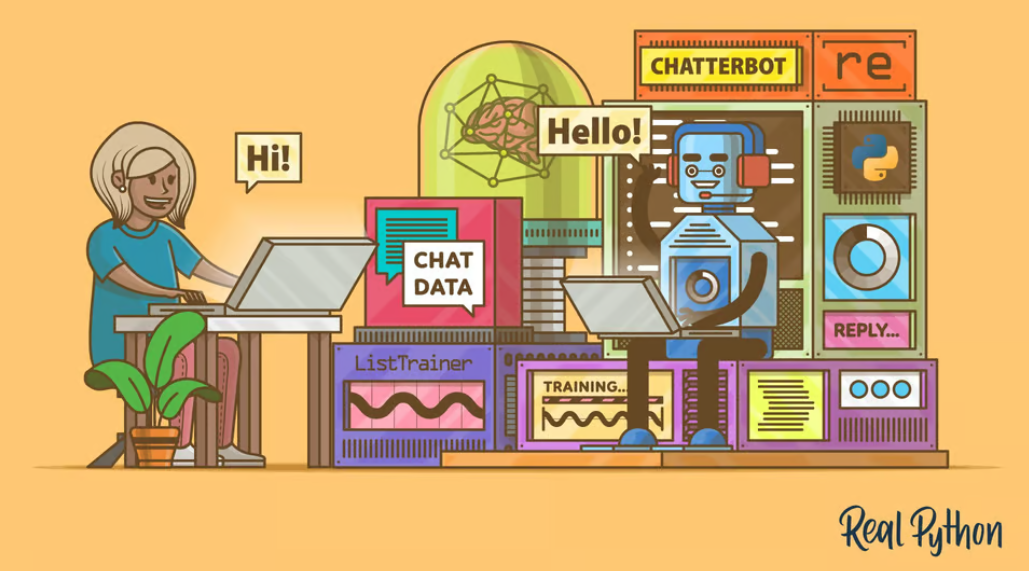 CHATTERBOT
re
Hi!
Hello!
CHAT
DATA
REPLY...
ListTrainer
TRAINING...
Real Python